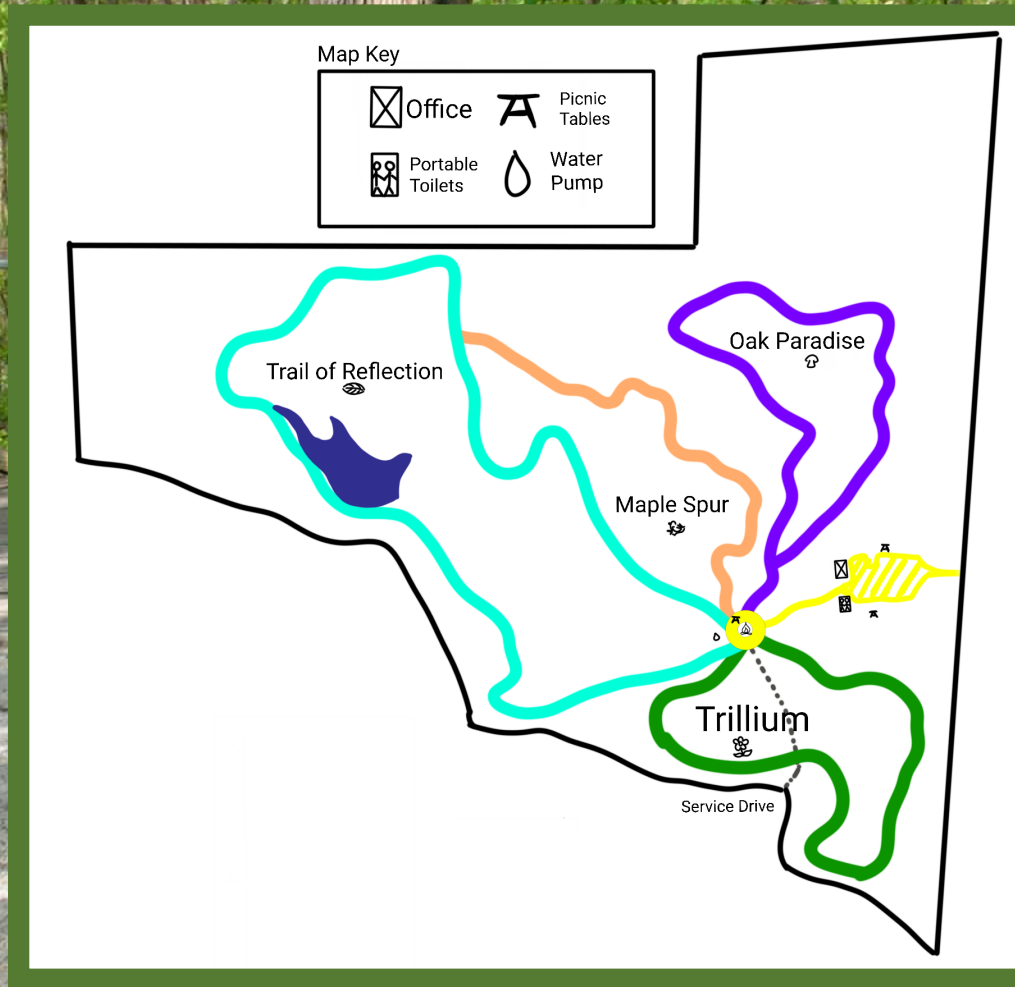 Map Key
Office
Picnic
Tables
Portable
Toilets
Water
Pump
Oak Paradise
Trail of Reflection
Maple Spur
Trillium
Service Drive